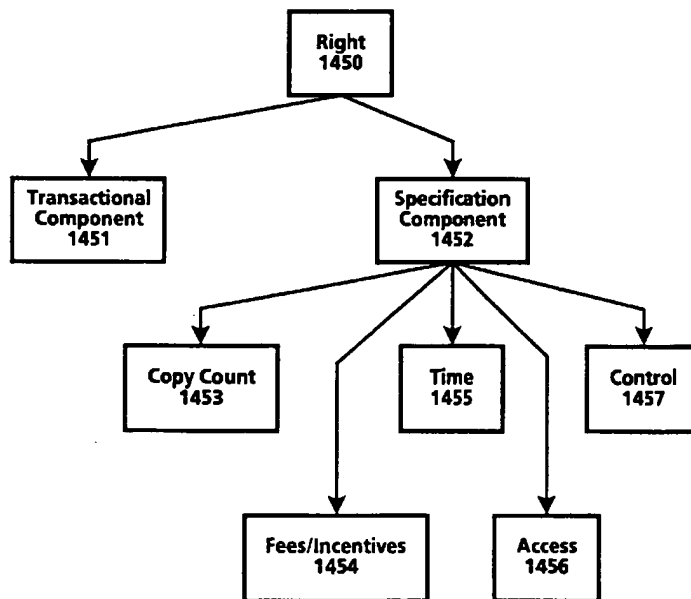 Right
1450
Transactional
Component
1451
Specification
Component
1452
Copy Count
1453
Time
1455
Control
1457
Fees/Incentives
1454
Access
1456